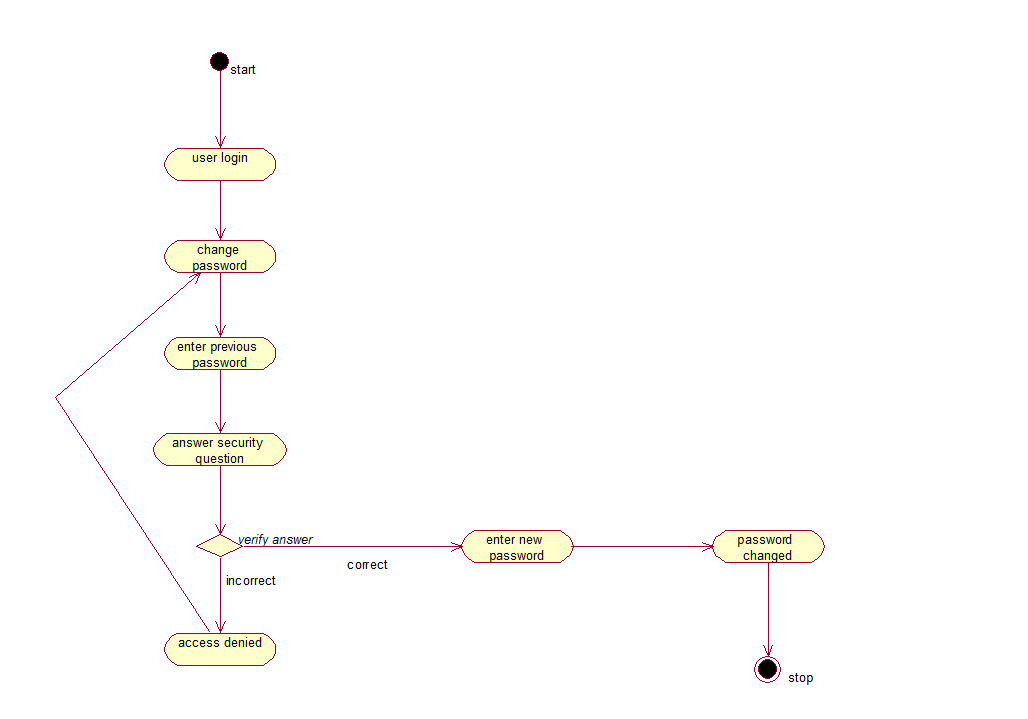 start
user login
change
password
enter previous
password
answer security
question
verify answer
correct
incorrect
enter new
password
password
changed
access denied
stop